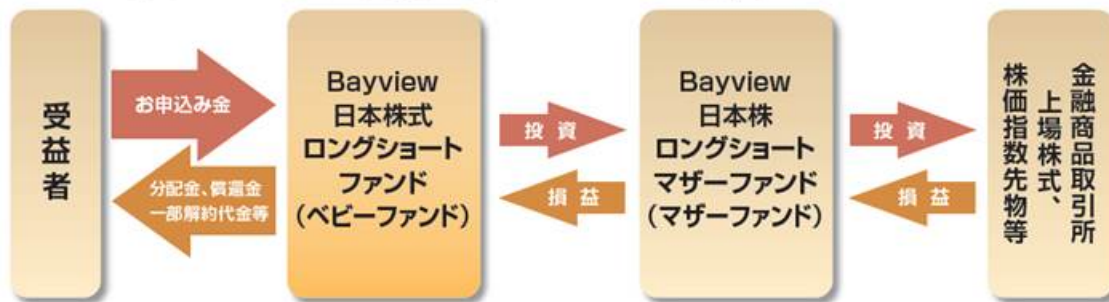 受益者
お申込み金
分配金、償還金
一部解約代金等
Bayview
日本株式
ロングショート
ファンド
(ベビーファンド)
投資
損益
Bayview
日本株
ロングショート
マザーファンド
(マザーファンド)
投資
損益
金融商品取引所
上場株式、
株価指数先物等